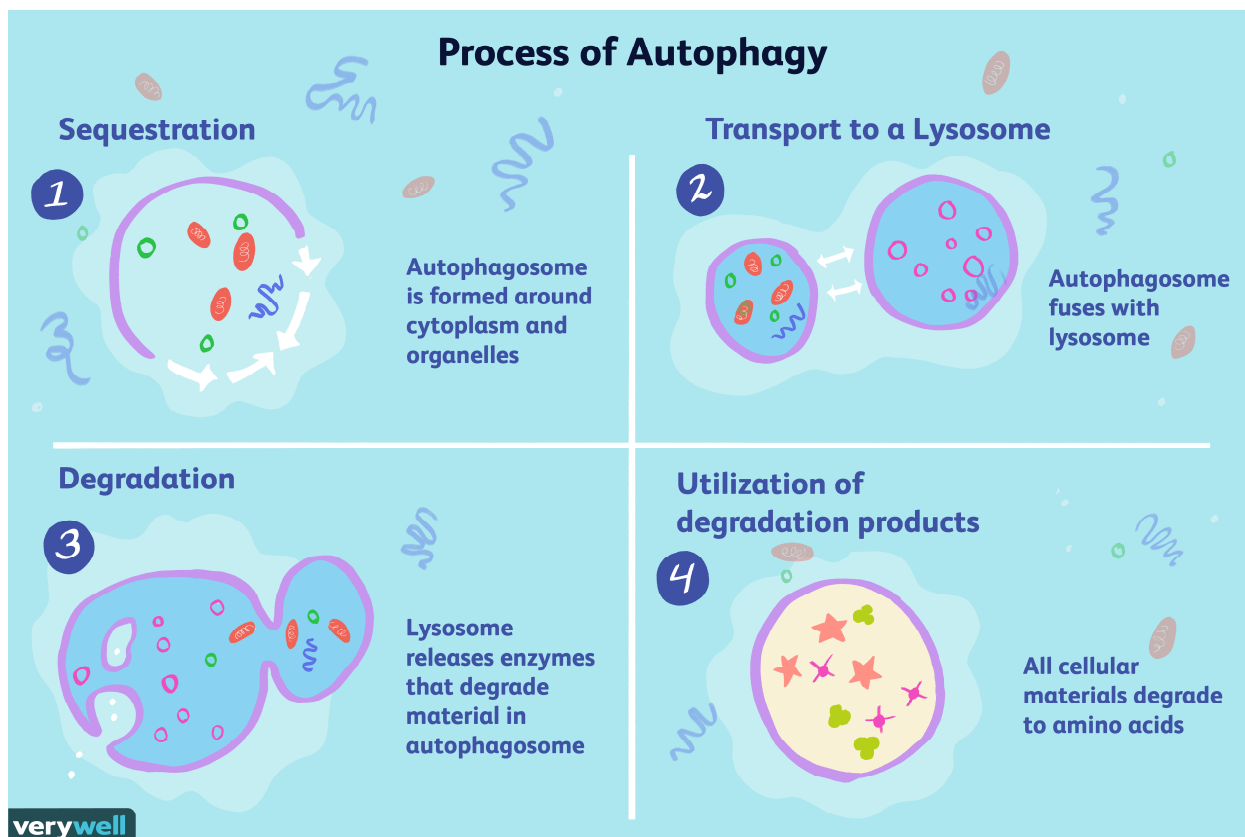 Process of Autophagy
Sequestration
1
Autophagosome
is formed around
cytoplasm and
organelles
Transport to a Lysosome
2
Autophagosome
fuses with
lysosome
Degradation
3
Lysosome
releases enzymes
that degrade
material in
autophagosome
Utilization of
degradation products
4
All cellular
materials degrade
to amino acids
verywell